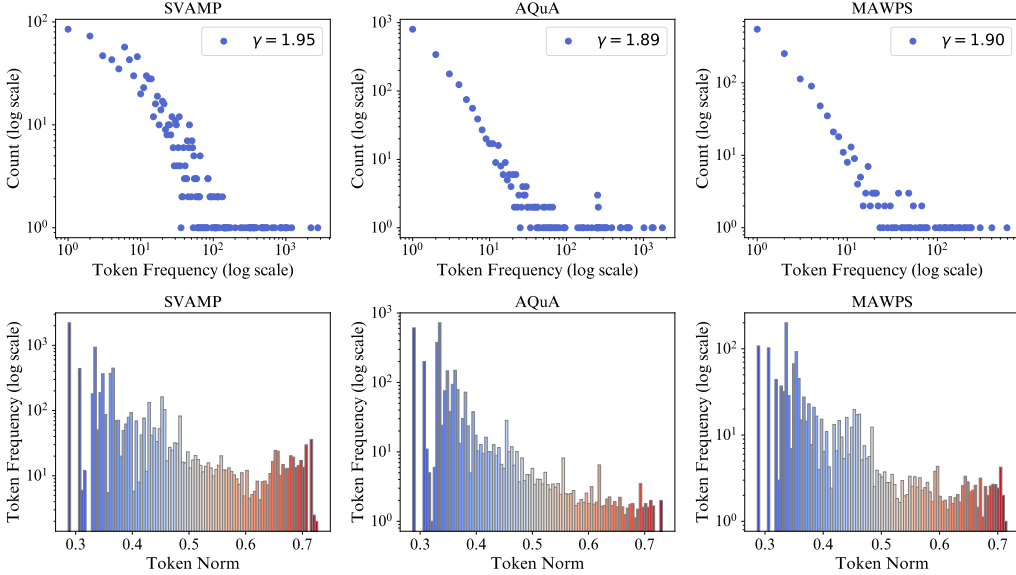 SVAMP
AQuA
MAWPS
γ = 1.95
γ = 1.89
γ = 1.90
Count (log scale)
10² 10¹ 10⁰
Count (log scale)
10³ 10² 10¹ 10⁰
Count (log scale)
10² 10¹ 10⁰
10⁰ 10¹ 10² 10³
10⁰ 10¹ 10² 10³
10⁰ 10¹ 10²
Token Frequency (log scale)
Token Frequency (log scale)
Token Frequency (log scale)
SVAMP
AQuA
MAWPS
Token Frequency (log scale)
10³ 10² 10¹
Token Frequency (log scale)
10³ 10² 10¹ 10⁰
Token Frequency (log scale)
10² 10¹ 10⁰
0.3 0.4 0.5 0.6 0.7
0.3 0.4 0.5 0.6 0.7
0.3 0.4 0.5 0.6 0.7
Token Norm
Token Norm
Token Norm